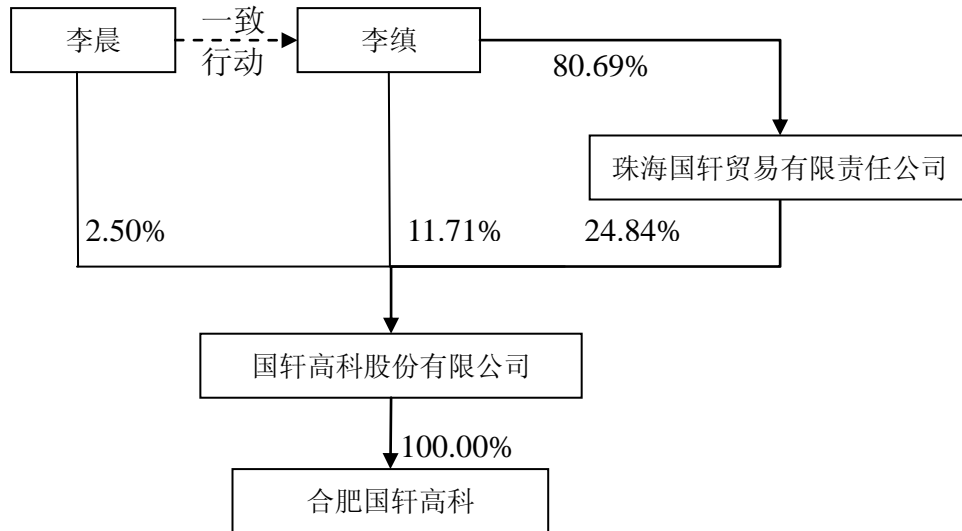 李晨
一致
行动
李缜
80.69%
珠海国轩贸易有限责任公司
2.50%
11.71%
24.84%
国轩高科股份有限公司
100.00%
合肥国轩高科